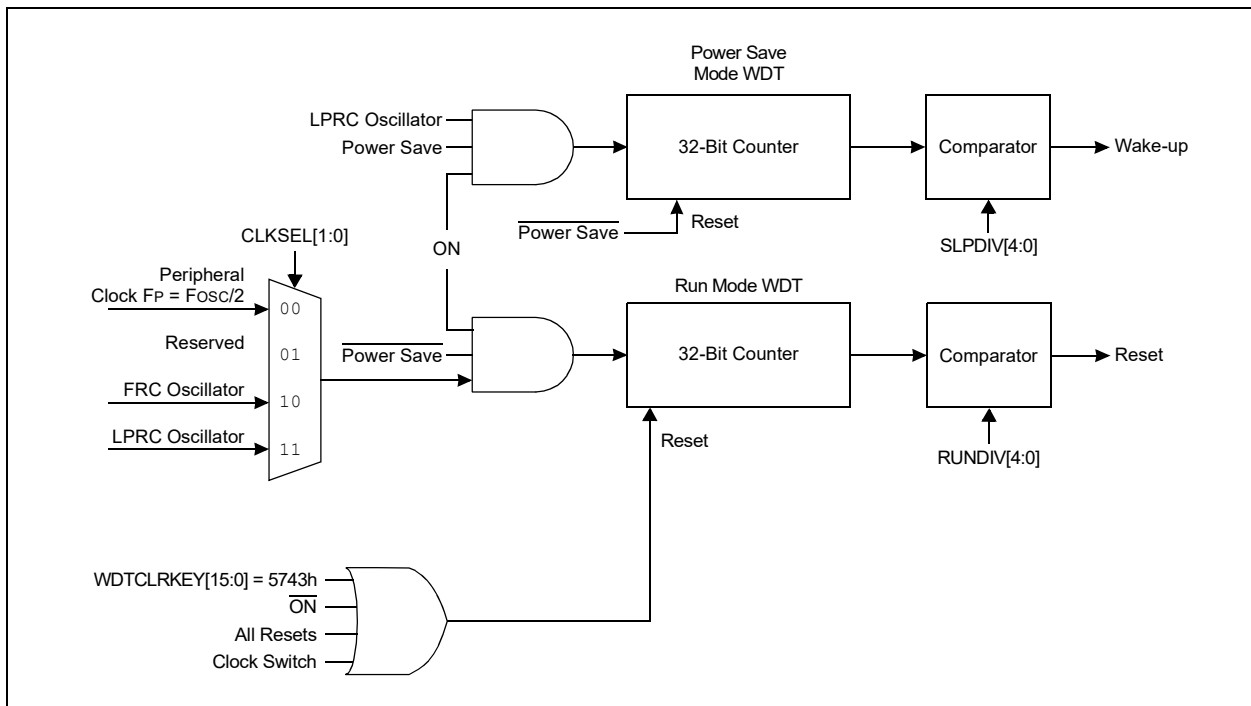 Power Save
Mode WDT
LPRC Oscillator
Power Save
32-Bit Counter
Comparator
Wake-up
Power Save
Reset
SLPDIV[4:0]
ON
CLKSEL[1:0]
Peripheral
Clock FP = FOSC/2
00
Reserved
01
FRC Oscillator
10
LPRC Oscillator
11
Power Save
Run Mode WDT
32-Bit Counter
Comparator
Reset
Reset
RUNDIV[4:0]
WDTCLRKEY[15:0] = 5743h
ON
All Resets
Clock Switch